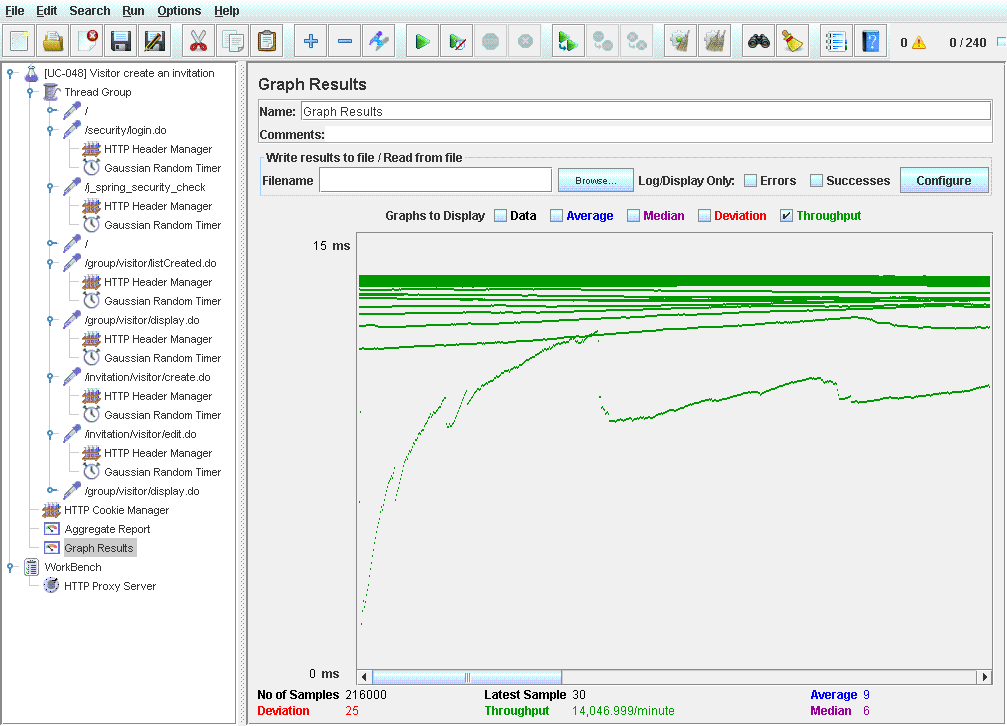 File Edit Search Run Options Help
0 0 / 240
[UC-048] Visitor create an invitation
Thread Group
/
/security/login.do
HTTP Header Manager
Gaussian Random Timer
/j_spring_security_check
HTTP Header Manager
Gaussian Random Timer
/
/group/visitor/listCreated.do
HTTP Header Manager
Gaussian Random Timer
/group/visitor/display.do
HTTP Header Manager
Gaussian Random Timer
/invitation/visitor/create.do
HTTP Header Manager
Gaussian Random Timer
/invitation/visitor/edit.do
HTTP Header Manager
Gaussian Random Timer
/group/visitor/display.do
HTTP Cookie Manager
Aggregate Report
Graph Results
WorkBench
HTTP Proxy Server
Graph Results
Name: Graph Results
Comments:
Write results to file / Read from file
Filename Browse... Log/Display Only: Errors Successes Configure
Graphs to Display Data Average Median Deviation Throughput
15 ms
0 ms
No of Samples 216000 Latest Sample 30 Average 9
Deviation 25 Throughput 14,046.999/minute Median 6